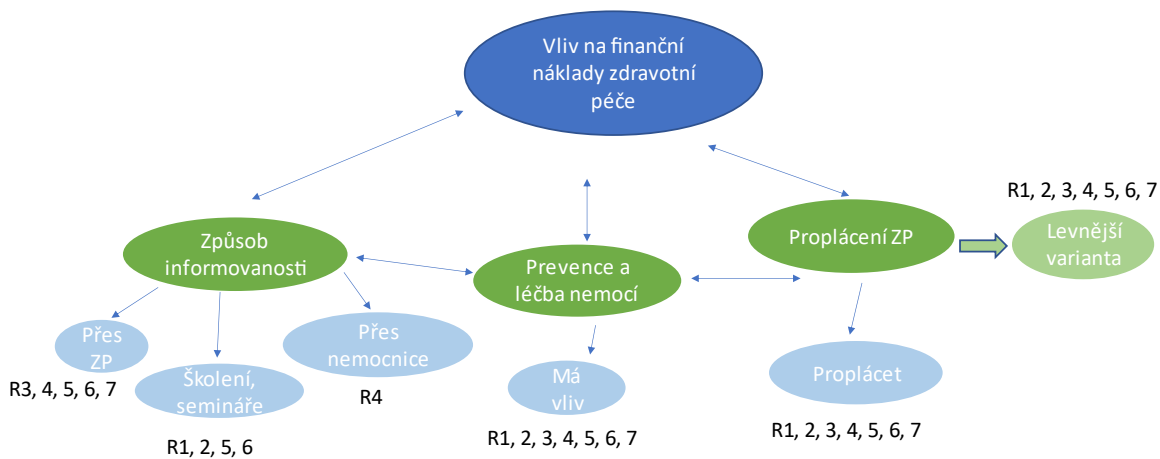 Vliv na finanční
náklady zdravotní
péče
R1, 2, 3, 4, 5, 6, 7
Způsob
informovanosti
Prevence a
léčba nemocí
Proplácení ZP
Levnější
varianta
Přes
ZP
R3, 4, 5, 6, 7
Školení,
semináře
R1, 2, 5, 6
Přes
nemocnice
R4
Má
vliv
R1, 2, 3, 4, 5, 6, 7
Proplácet
R1, 2, 3, 4, 5, 6, 7